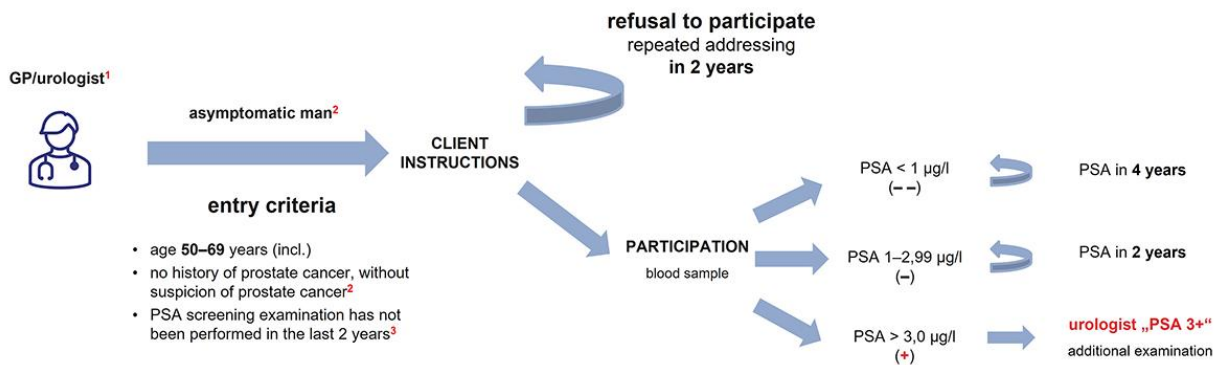 refusal to participate
repeated addressing
in 2 years
GP/urologist¹
asymptomatic man²
CLIENT
INSTRUCTIONS
entry criteria
• age 50–69 years (incl.)
• no history of prostate cancer, without
suspicion of prostate cancer²
• PSA screening examination has not
been performed in the last 2 years³
PARTICIPATION
blood sample
PSA < 1 µg/l
(– –)
PSA in 4 years
PSA 1–2,99 µg/l
(–)
PSA in 2 years
PSA > 3,0 µg/l
(+)
urologist „PSA 3+“
additional examination